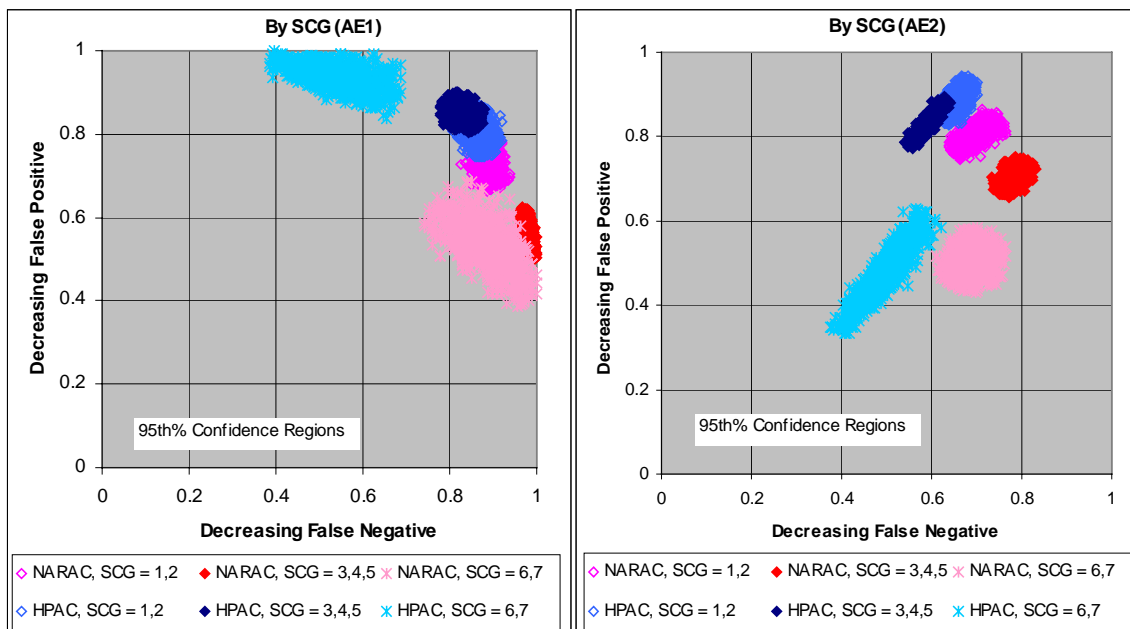 By SCG (AE1)
1
0.8
0.6
0.4
0.2
0
0 0.2 0.4 0.6 0.8 1
Decreasing False Positive
95th% Confidence Regions
Decreasing False Negative
NARAC, SCG = 1,2 NARAC, SCG = 3,4,5 NARAC, SCG = 6,7
HPAC, SCG = 1,2 HPAC, SCG = 3,4,5 HPAC, SCG = 6,7
By SCG (AE2)
1
0.8
0.6
0.4
0.2
0
0 0.2 0.4 0.6 0.8 1
Decreasing False Positive
95th% Confidence Regions
Decreasing False Negative
NARAC, SCG = 1,2 NARAC, SCG = 3,4,5 NARAC, SCG = 6,7
HPAC, SCG = 1,2 HPAC, SCG = 3,4,5 HPAC, SCG = 6,7